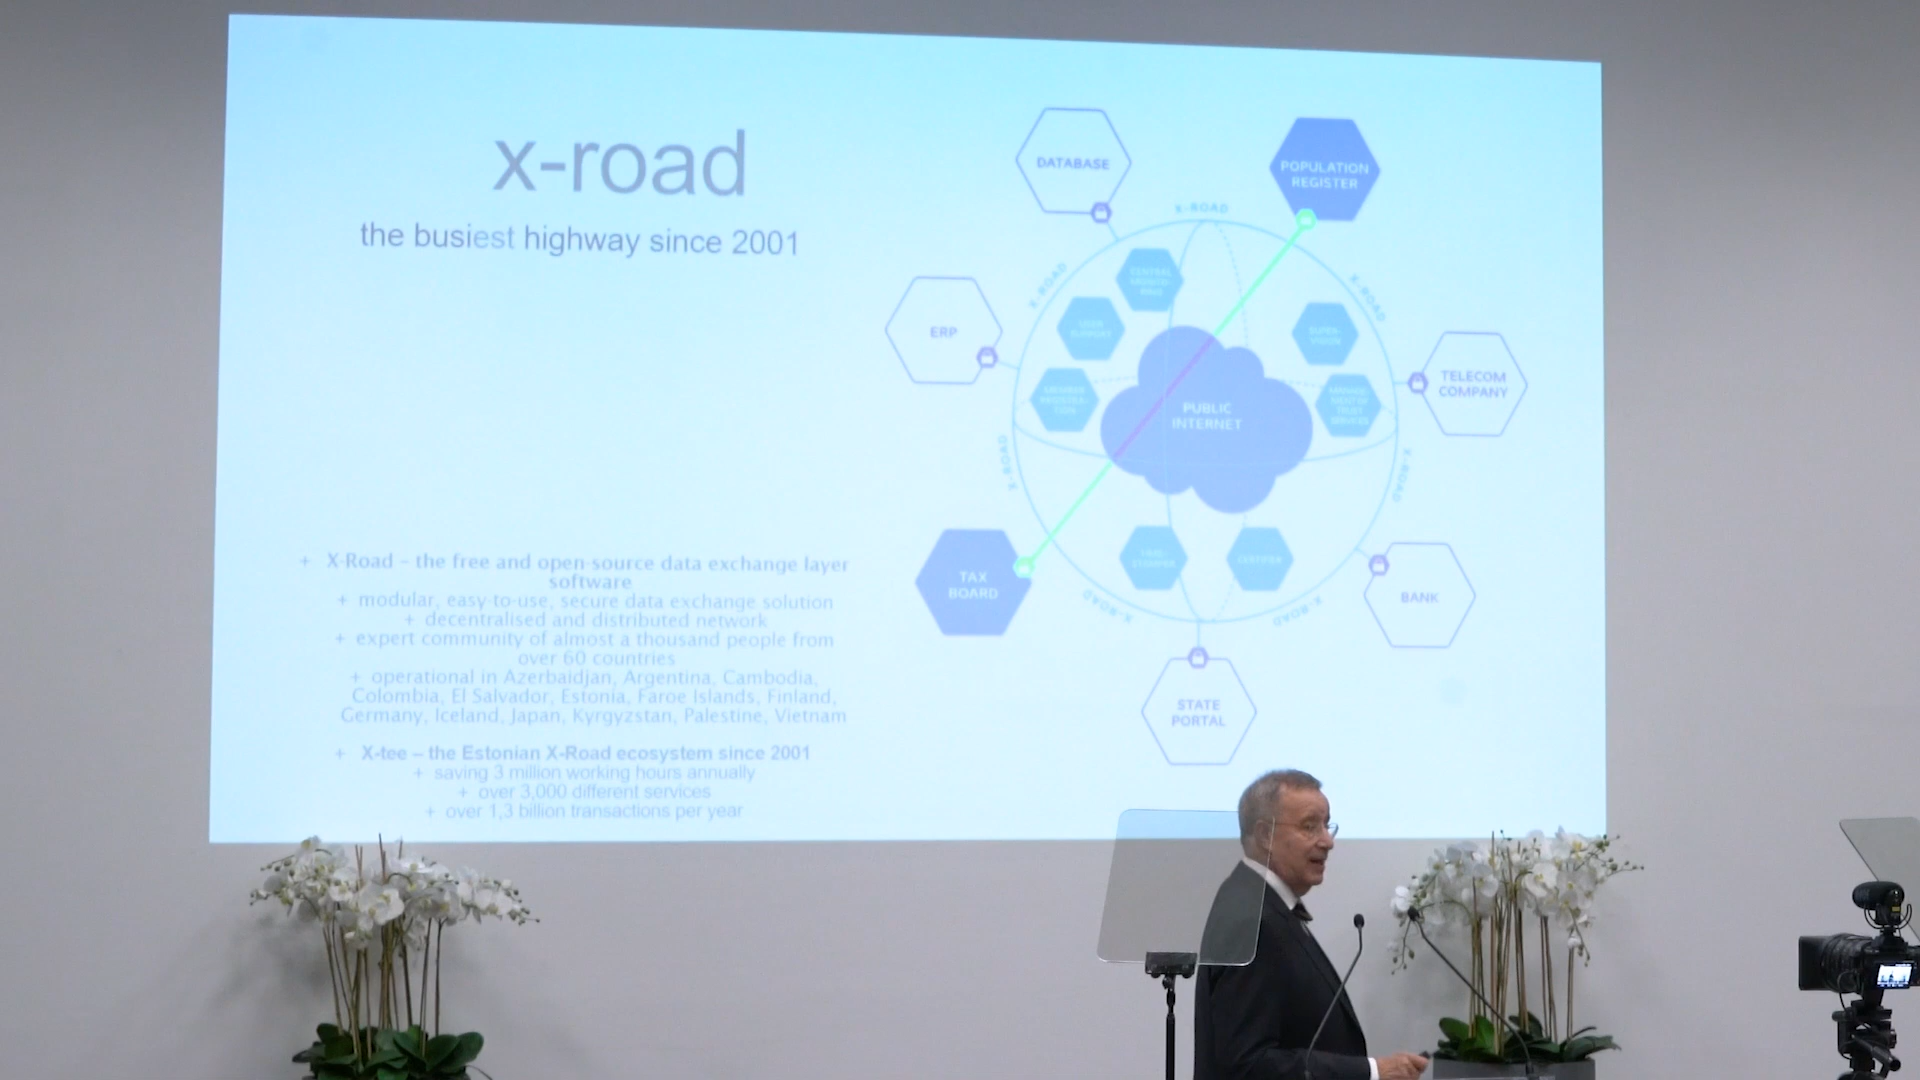 x-road
the busiest highway since 2001
+ X-Road – the free and open-source data exchange layer
software
+ modular, easy-to-use, secure data exchange solution
+ decentralised and distributed network
+ expert community of almost a thousand people from
over 60 countries
+ operational in Azerbaidjan, Argentina, Cambodia,
Colombia, El Salvador, Estonia, Faroe Islands, Finland,
Germany, Iceland, Japan, Kyrgyzstan, Palestine, Vietnam
+ X-tee – the Estonian X-Road ecosystem since 2001
+ saving 3 million working hours annually
+ over 3,000 different services
+ over 1,3 billion transactions per year
DATABASE
POPULATION
REGISTER
X-ROAD
X-ROAD
X-ROAD
CENTRAL
USER
SUPPORT
SUPER-
VISION
ERP
TELECOM
COMPANY
PUBLIC
INTERNET
X-ROAD
X-ROAD
TAX
BOARD
BANK
X-ROAD
X-ROAD
STATE
PORTAL